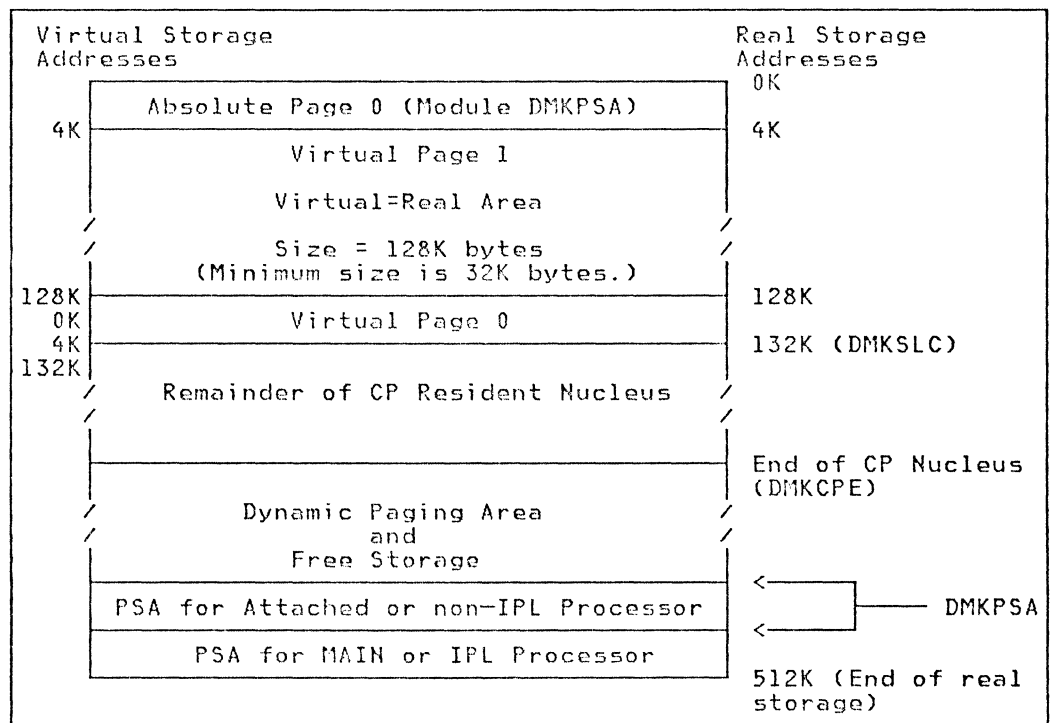 Virtual Storage Real Storage
Addresses Addresses
0K
Absolute Page 0 (Module DMKPSA)
4K 4K
Virtual Page 1
Virtual=Real Area
Size = 128K bytes
(Minimum size is 32K bytes.)
128K 128K
0K Virtual Page 0
4K 132K (DMKSLC)
132K
Remainder of CP Resident Nucleus
End of CP Nucleus
(DMKCPE)
Dynamic Paging Area
and
Free Storage
PSA for Attached or non-IPL Processor DMKPSA
PSA for MAIN or IPL Processor
512K (End of real
storage)